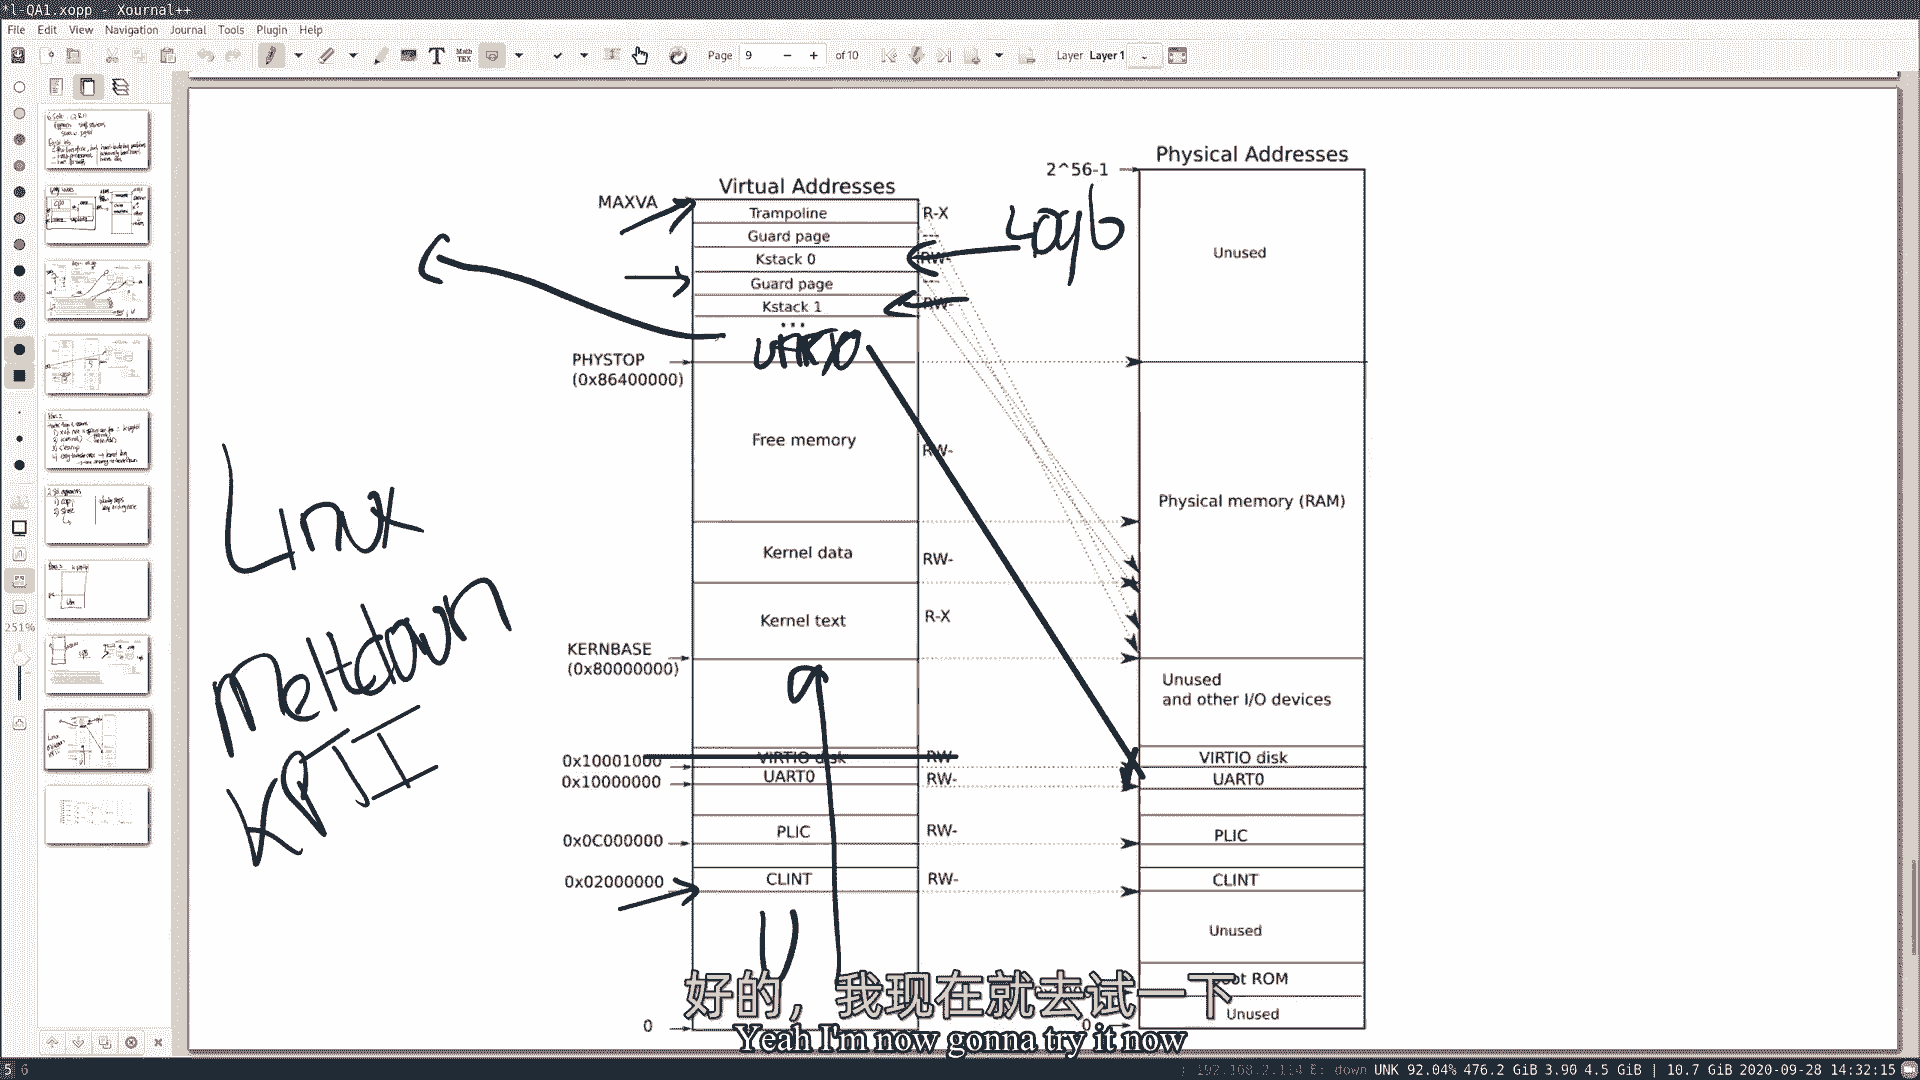 *l-QA1.xopp - Xournal++
File Edit View Navigation Journal Tools Plugin Help
Page 9 of 10 Layer Layer 1
251%
Physical Addresses
2^56-1
Virtual Addresses
MAXVA
Trampoline R-X
Guard page ---
Kstack 0 RW-
Guard page ---
Kstack 1 RW-
...
PHYSTOP
(0x86400000)
Free memory RW-
Kernel data RW-
Kernel text R-X
KERNBASE
(0x80000000)
0x10001000 VIRTIO disk RW-
0x10000000 UART0 RW-
0x0C000000 PLIC RW-
0x02000000 CLINT RW-
0
Unused
Physical memory (RAM)
Unused
and other I/O devices
VIRTIO disk
UART0
PLIC
CLINT
Unused
ot ROM
Unused
0
Linux
Meltdown
KPTI
U
好的，我现在就去试一下
Yeah I'm now gonna try it now
5 6
192.168.2.114 E: down UNK 92.04% 476.2 GiB 3.90 4.5 GiB | 10.7 GiB 2020-09-28 14:32:15